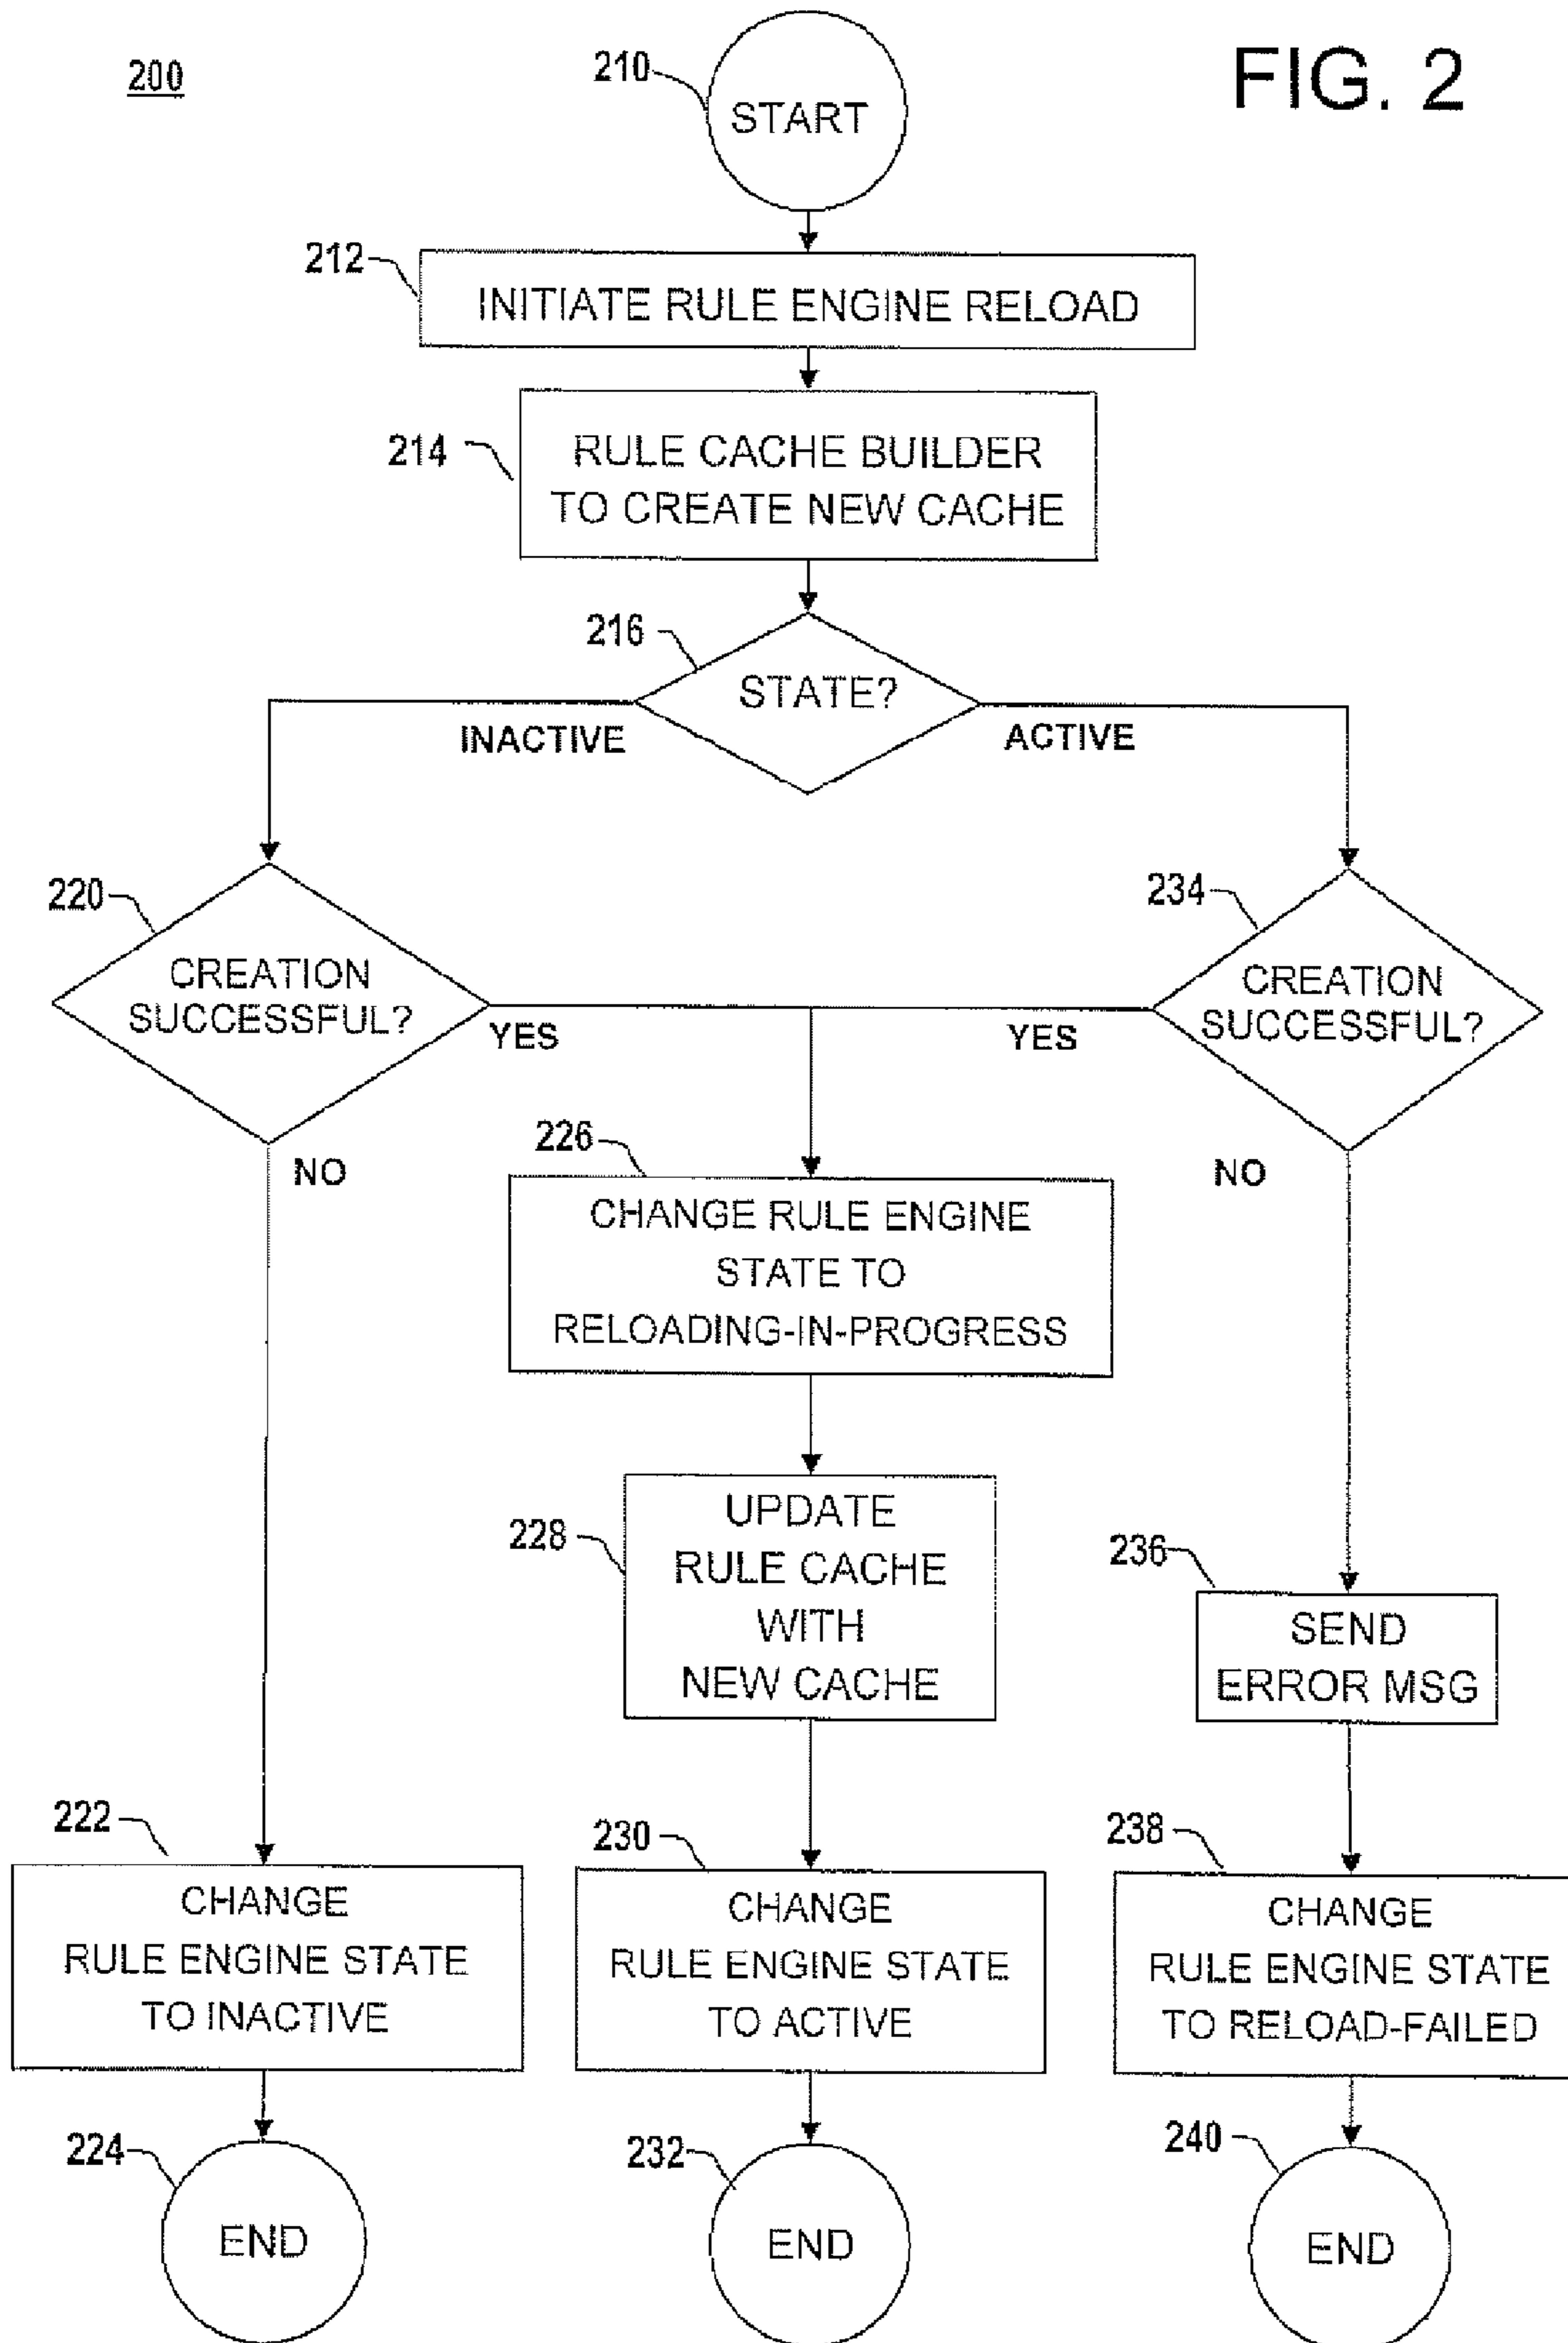 200
210
START
FIG. 2
212
INITIATE RULE ENGINE RELOAD
214
RULE CACHE BUILDER
TO CREATE NEW CACHE
216
STATE?
INACTIVE
ACTIVE
220
CREATION
SUCCESSFUL?
YES
NO
234
CREATION
SUCCESSFUL?
YES
NO
226
CHANGE RULE ENGINE
STATE TO
RELOADING-IN-PROGRESS
228
UPDATE
RULE CACHE
WITH
NEW CACHE
236
SEND
ERROR MSG
222
CHANGE
RULE ENGINE STATE
TO INACTIVE
230
CHANGE
RULE ENGINE STATE
TO ACTIVE
238
CHANGE
RULE ENGINE STATE
TO RELOAD-FAILED
224
END
232
END
240
END